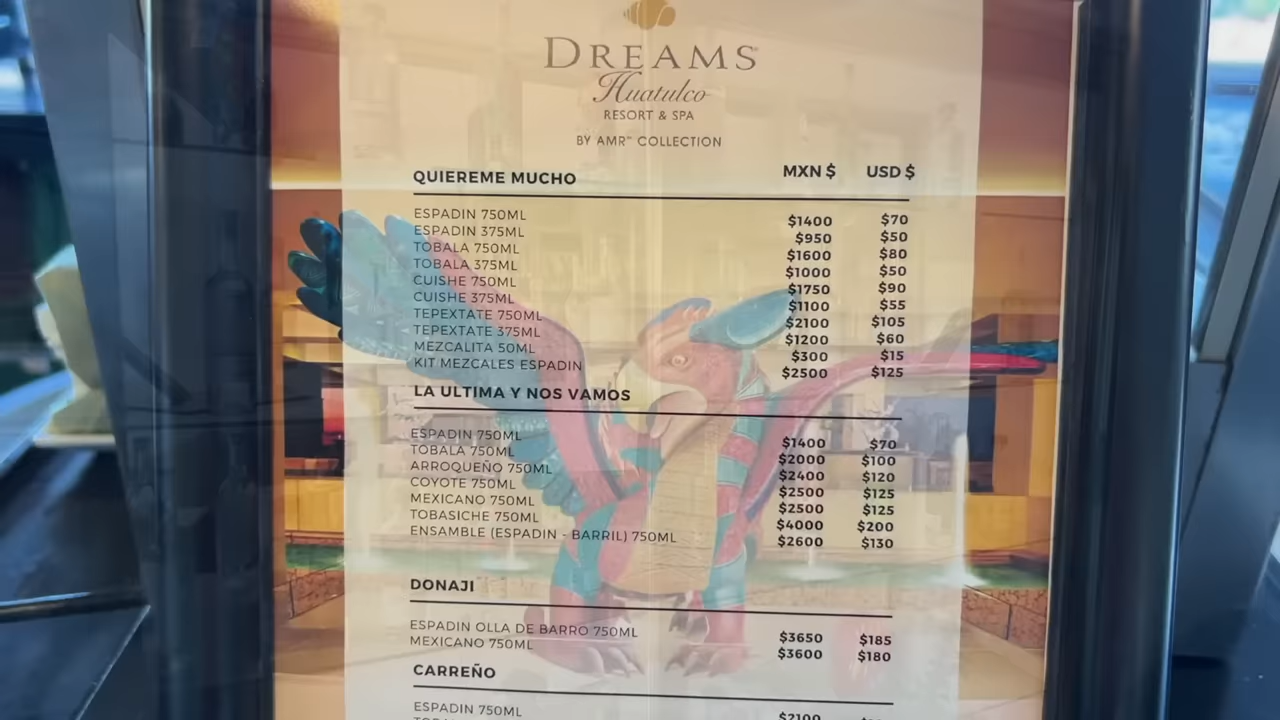 DREAMS
Huatulco
RESORT & SPA
BY AMR™ COLLECTION
QUIEREME MUCHO MXN $ USD $
ESPADIN 750ML $1400 $70
ESPADIN 375ML $950 $50
TOBALA 750ML $1600 $80
TOBALA 375ML $1000 $50
CUISHE 750ML $1750 $90
CUISHE 375ML $1100 $55
TEPEXTATE 750ML $2100 $105
TEPEXTATE 375ML $1200 $60
MEZCALITA 50ML $300 $15
KIT MEZCALES ESPADIN $2500 $125
LA ULTIMA Y NOS VAMOS
ESPADIN 750ML $1400 $70
TOBALA 750ML $2000 $100
ARROQUEÑO 750ML $2400 $120
COYOTE 750ML $2500 $125
MEXICANO 750ML $2500 $125
TOBASICHE 750ML $4000 $200
ENSAMBLE (ESPADIN - BARRIL) 750ML $2600 $130
DONAJI
ESPADIN OLLA DE BARRO 750ML $3650 $185
MEXICANO 750ML $3600 $180
CARREÑO
ESPADIN 750ML $2100